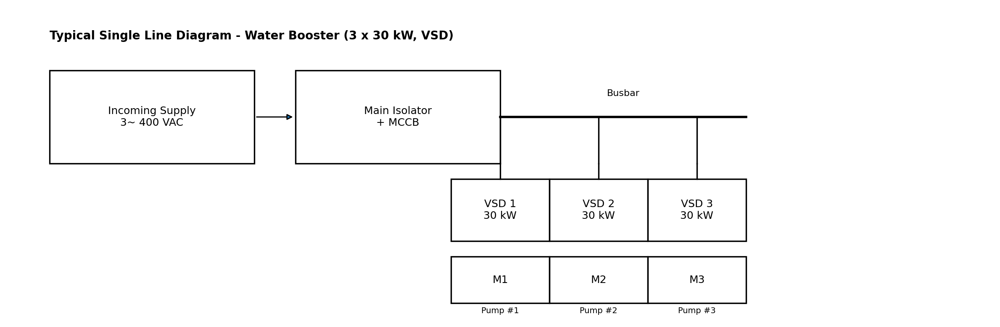 Typical Single Line Diagram - Water Booster (3 x 30 kW, VSD)
Incoming Supply
3~ 400 VAC
Main Isolator
+ MCCB
Busbar
VSD 1
30 kW
VSD 2
30 kW
VSD 3
30 kW
M1
M2
M3
Pump #1
Pump #2
Pump #3